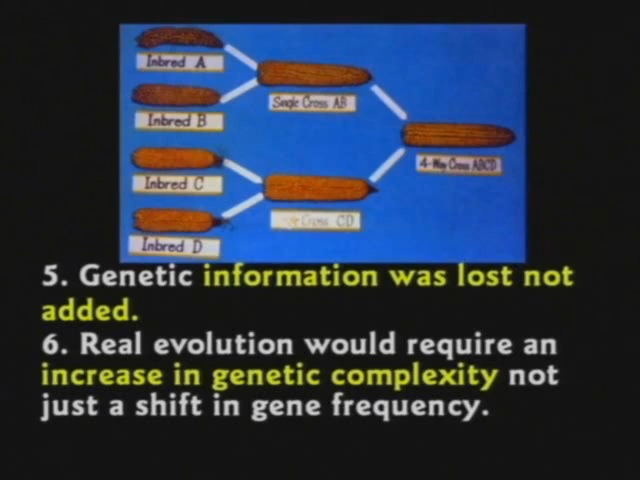 Inbred A
Single Cross AB
Inbred B
4-Way Cross ABCD
Inbred C
Cross CD
Inbred D
5. Genetic information was lost not
added.
6. Real evolution would require an
increase in genetic complexity not
just a shift in gene frequency.